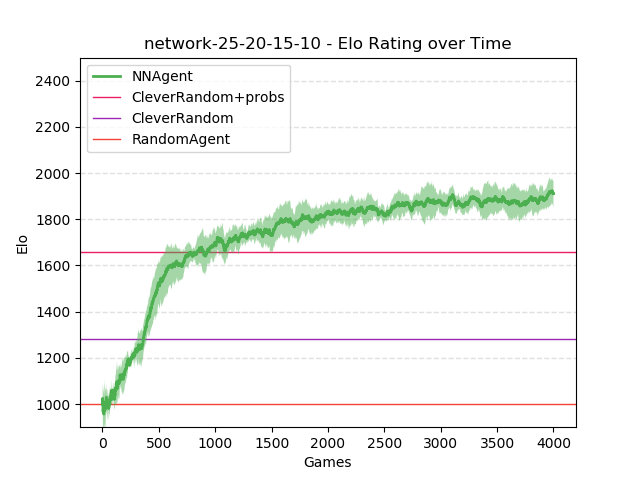 network-25-20-15-10 - Elo Rating over Time
NNAgent
CleverRandom+probs
CleverRandom
RandomAgent
Elo
2400
2200
2000
1800
1600
1400
1200
1000
0 500 1000 1500 2000 2500 3000 3500 4000
Games